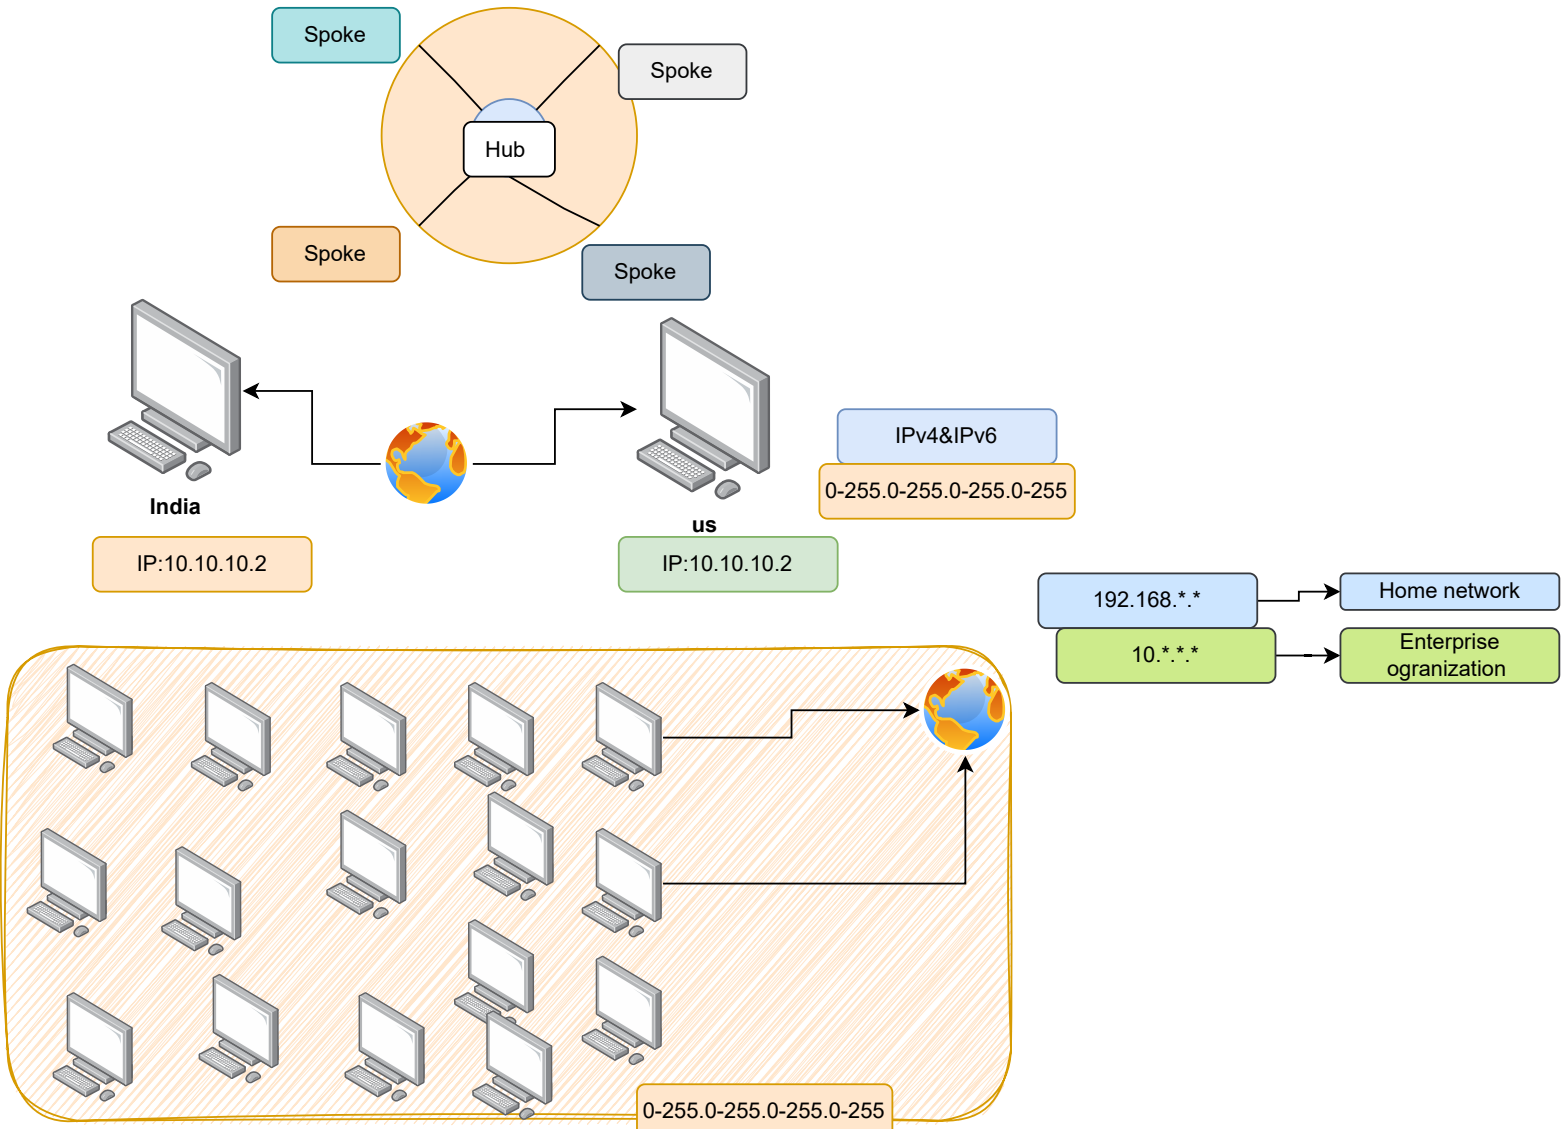 Spoke
Spoke
Hub
Spoke
Spoke
IPv4&IPv6
0-255.0-255.0-255.0-255
India
us
IP:10.10.10.2
IP:10.10.10.2
192.168.*.*
Home network
10.*.*.*
Enterprise
ogranization
0-255.0-255.0-255.0-255